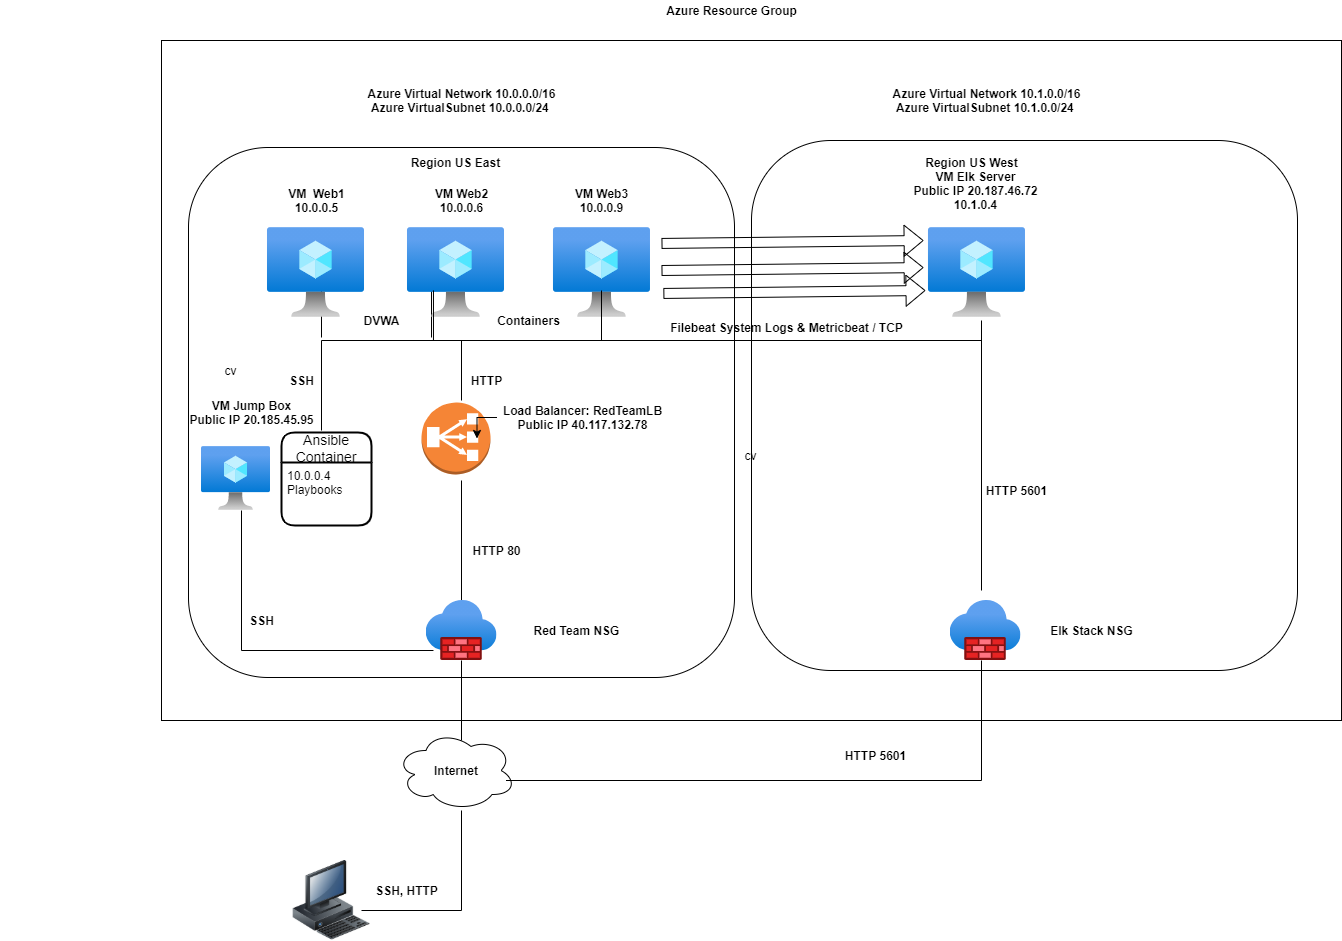 Azure Resource Group
Azure Virtual Network 10.0.0.0/16
Azure VirtualSubnet 10.0.0.0/24
Azure Virtual Network 10.1.0.0/16
Azure VirtualSubnet 10.1.0.0/24
Region US East
VM Web1
10.0.0.5
VM Web2
10.0.0.6
VM Web3
10.0.0.9
Region US West
VM Elk Server
Public IP 20.187.46.72
10.1.0.4
DVWA
Containers
Filebeat System Logs & Metricbeat / TCP
cv
SSH
HTTP
VM Jump Box
Public IP 20.185.45.95
Load Balancer: RedTeamLB
Public IP 40.117.132.78
Ansible
Container
10.0.0.4
Playbooks
cv
HTTP 5601
HTTP 80
SSH
Red Team NSG
Elk Stack NSG
HTTP 5601
Internet
SSH, HTTP